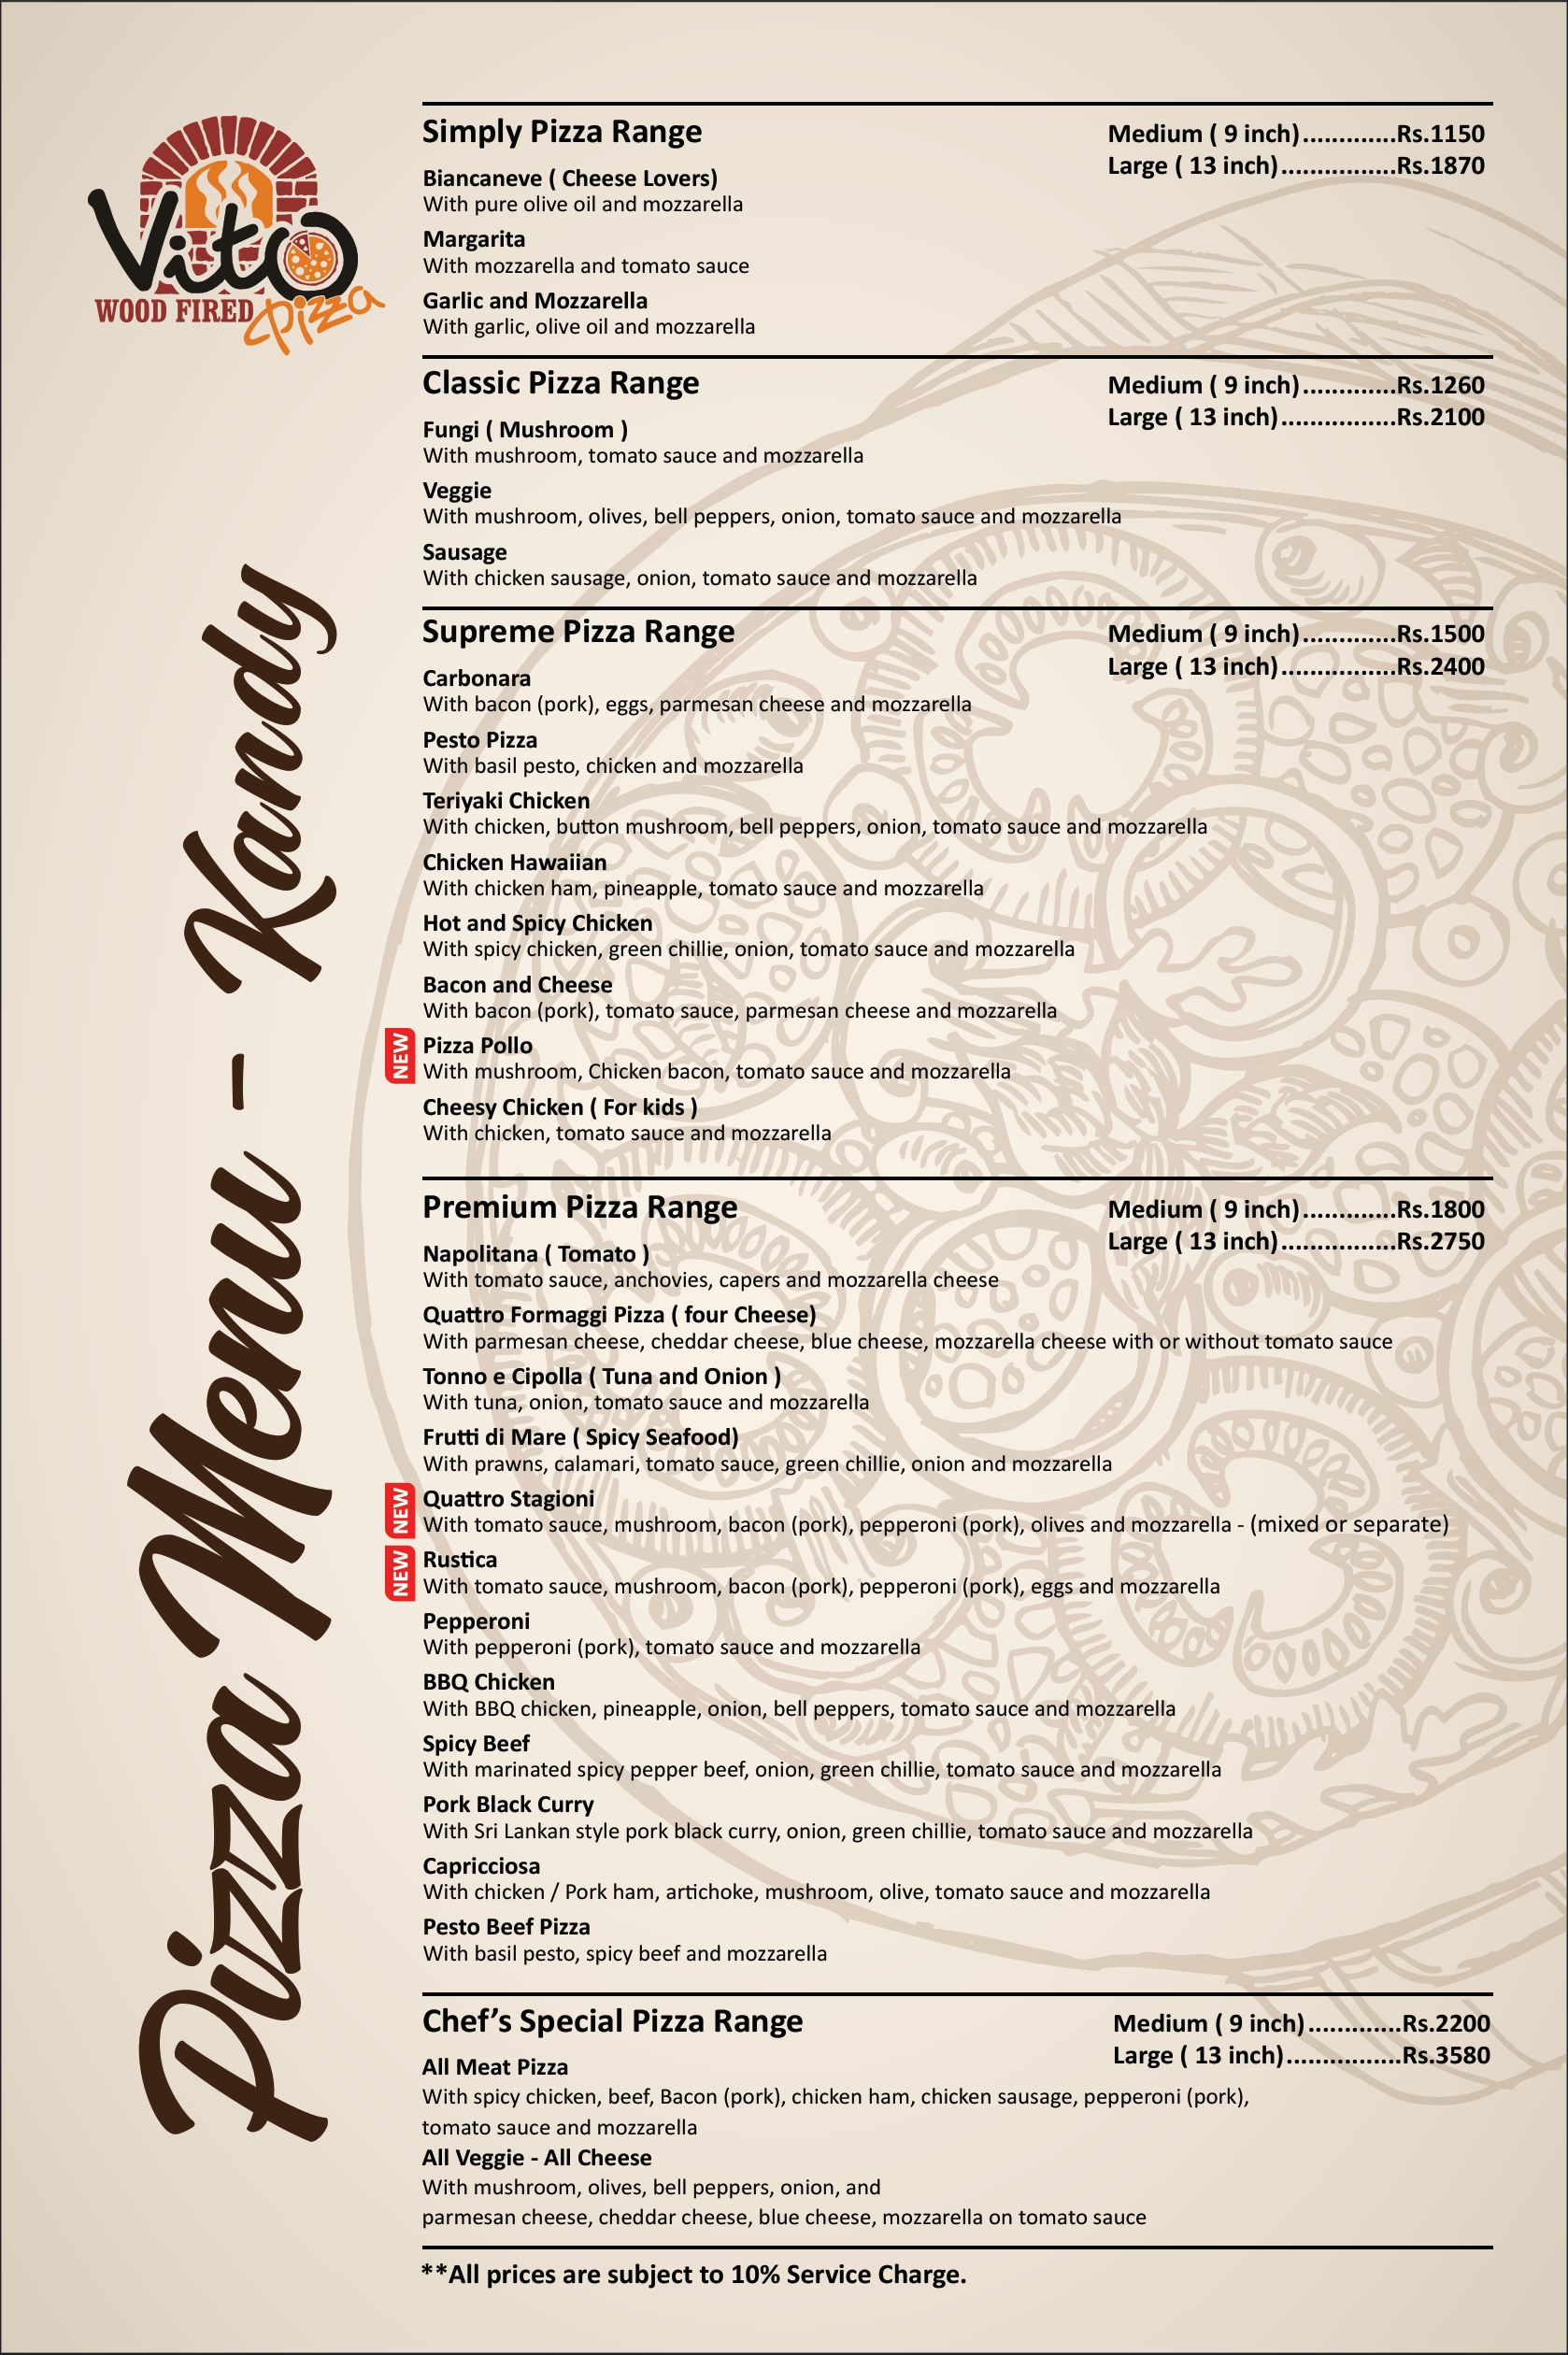 Vito
WOOD FIRED pizza
Pizza Menu - Kandy
Simply Pizza Range
Medium ( 9 inch).............Rs.1150
Large ( 13 inch)................Rs.1870
Biancaneve ( Cheese Lovers)
With pure olive oil and mozzarella
Margarita
With mozzarella and tomato sauce
Garlic and Mozzarella
With garlic, olive oil and mozzarella
Classic Pizza Range
Medium ( 9 inch).............Rs.1260
Large ( 13 inch)................Rs.2100
Fungi ( Mushroom )
With mushroom, tomato sauce and mozzarella
Veggie
With mushroom, olives, bell peppers, onion, tomato sauce and mozzarella
Sausage
With chicken sausage, onion, tomato sauce and mozzarella
Supreme Pizza Range
Medium ( 9 inch).............Rs.1500
Large ( 13 inch)................Rs.2400
Carbonara
With bacon (pork), eggs, parmesan cheese and mozzarella
Pesto Pizza
With basil pesto, chicken and mozzarella
Teriyaki Chicken
With chicken, button mushroom, bell peppers, onion, tomato sauce and mozzarella
Chicken Hawaiian
With chicken ham, pineapple, tomato sauce and mozzarella
Hot and Spicy Chicken
With spicy chicken, green chillie, onion, tomato sauce and mozzarella
Bacon and Cheese
With bacon (pork), tomato sauce, parmesan cheese and mozzarella
NEW
Pizza Pollo
With mushroom, Chicken bacon, tomato sauce and mozzarella
Cheesy Chicken ( For kids )
With chicken, tomato sauce and mozzarella
Premium Pizza Range
Medium ( 9 inch).............Rs.1800
Large ( 13 inch)................Rs.2750
Napolitana ( Tomato )
With tomato sauce, anchovies, capers and mozzarella cheese
Quattro Formaggi Pizza ( four Cheese)
With parmesan cheese, cheddar cheese, blue cheese, mozzarella cheese with or without tomato sauce
Tonno e Cipolla ( Tuna and Onion )
With tuna, onion, tomato sauce and mozzarella
Frutti di Mare ( Spicy Seafood)
With prawns, calamari, tomato sauce, green chillie, onion and mozzarella
NEW
Quattro Stagioni
With tomato sauce, mushroom, bacon (pork), pepperoni (pork), olives and mozzarella - (mixed or separate)
NEW
Rustica
With tomato sauce, mushroom, bacon (pork), pepperoni (pork), eggs and mozzarella
Pepperoni
With pepperoni (pork), tomato sauce and mozzarella
BBQ Chicken
With BBQ chicken, pineapple, onion, bell peppers, tomato sauce and mozzarella
Spicy Beef
With marinated spicy pepper beef, onion, green chillie, tomato sauce and mozzarella
Pork Black Curry
With Sri Lankan style pork black curry, onion, green chillie, tomato sauce and mozzarella
Capricciosa
With chicken / Pork ham, artichoke, mushroom, olive, tomato sauce and mozzarella
Pesto Beef Pizza
With basil pesto, spicy beef and mozzarella
Chef’s Special Pizza Range
Medium ( 9 inch).............Rs.2200
Large ( 13 inch)................Rs.3580
All Meat Pizza
With spicy chicken, beef, Bacon (pork), chicken ham, chicken sausage, pepperoni (pork),
tomato sauce and mozzarella
All Veggie - All Cheese
With mushroom, olives, bell peppers, onion, and
parmesan cheese, cheddar cheese, blue cheese, mozzarella on tomato sauce
**All prices are subject to 10% Service Charge.